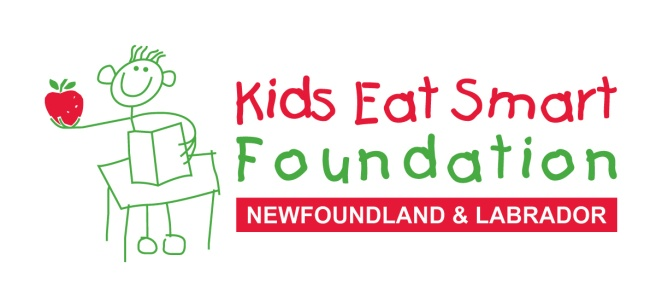 Kids Eat Smart
Foundation
NEWFOUNDLAND & LABRADOR